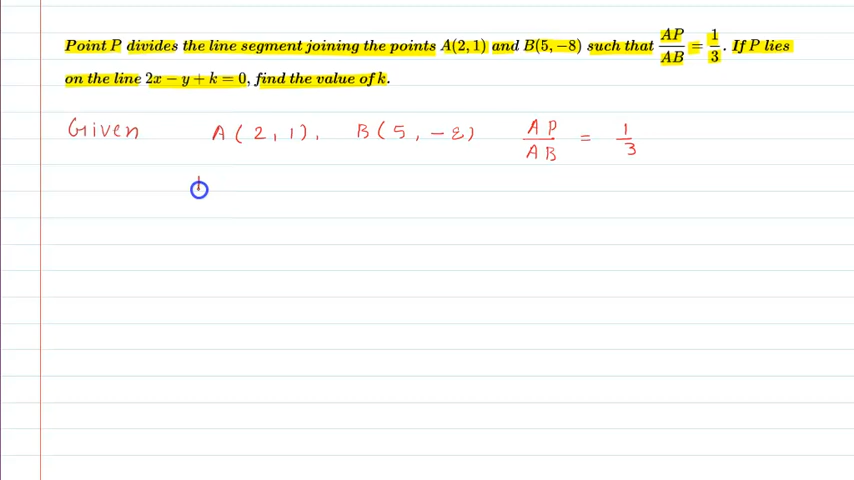 Point P divides the line segment joining the points A(2, 1) and B(5, −8) such that AP/AB = 1/3. If P lies
on the line 2x − y + k = 0, find the value of k.
Given A(2, 1), B(5, −8) AP/AB = 1/3